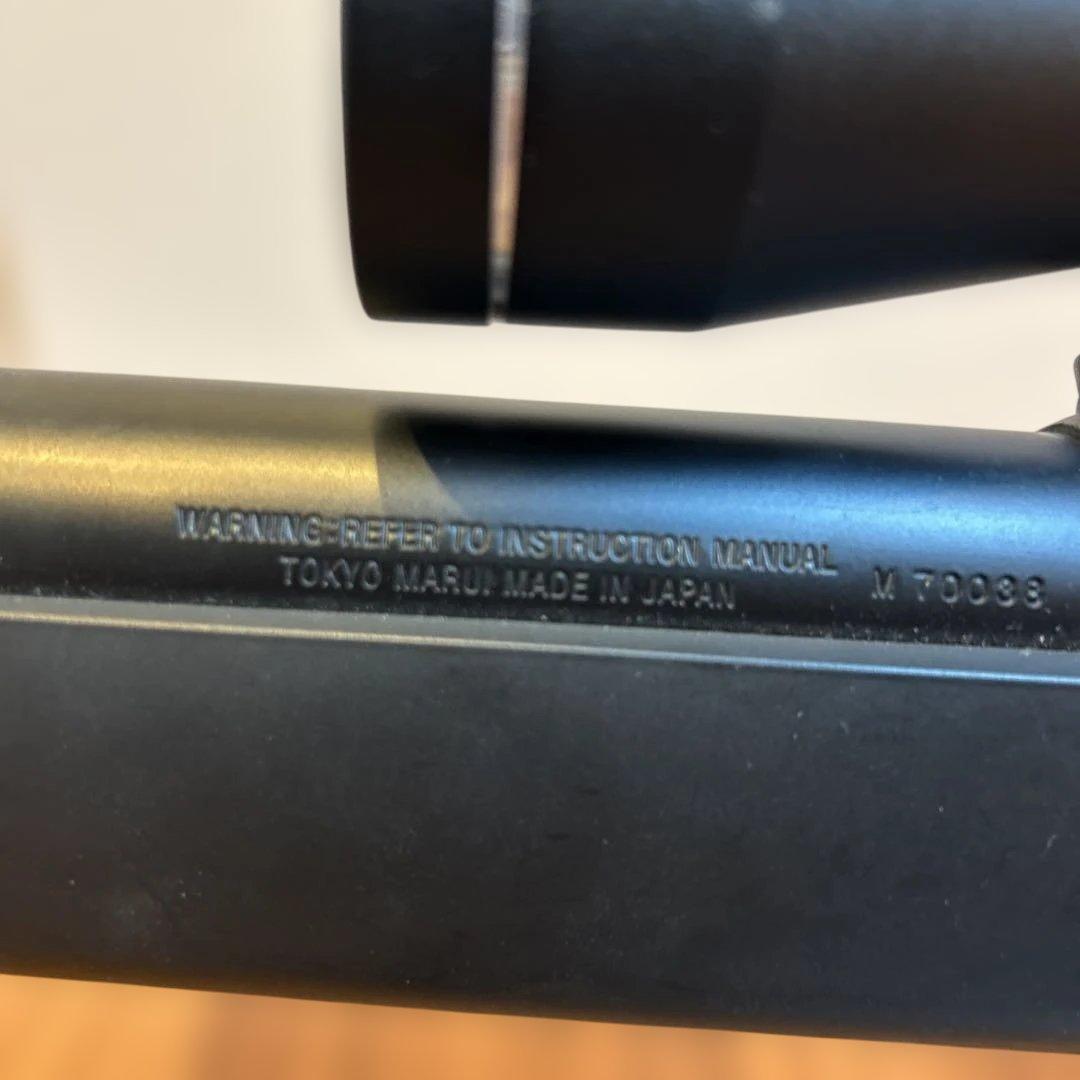 WARNING:REFER TO INSTRUCTION MANUAL
TOKYO MARUI MADE IN JAPAN
M 70038